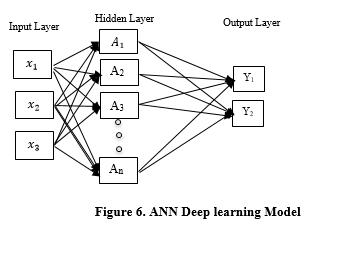 Input Layer
Hidden Layer
Output Layer
x₁
x₂
x₃
A₁
A2
A3
An
Y₁
Y₂
Figure 6. ANN Deep learning Model